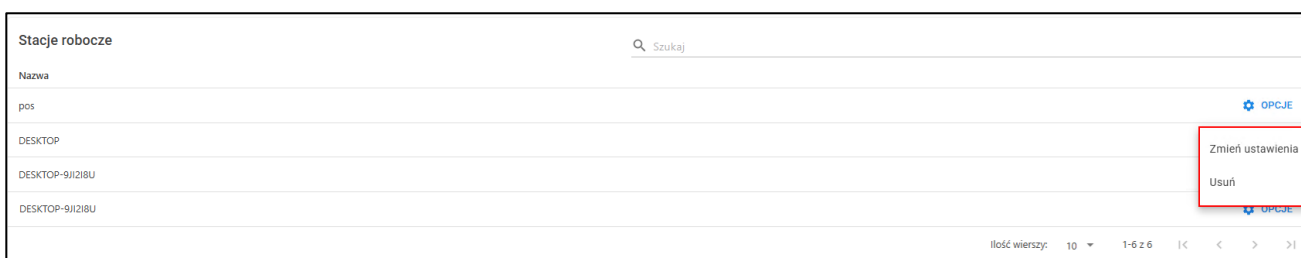 Stacje robocze
Szukaj
Nazwa
pos
OPCJE
DESKTOP
Zmień ustawienia
DESKTOP-9JI2I8U
Usuń
DESKTOP-9JI2I8U
OPCJE
Ilość wierszy: 10 1-6 z 6